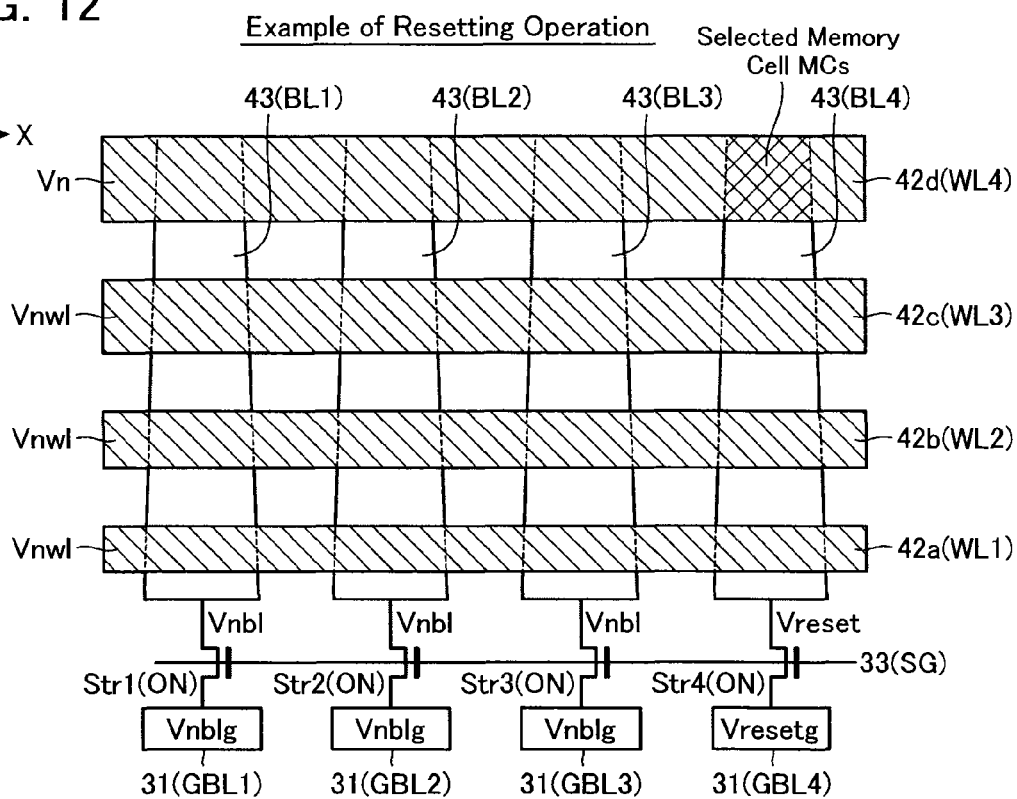 G. 12
Example of Resetting Operation
Selected Memory
Cell MCs
43(BL1) 43(BL2) 43(BL3) 43(BL4)
X
Vn 42d(WL4)
Vnwl 42c(WL3)
Vnwl 42b(WL2)
Vnwl 42a(WL1)
Vnbl Vnbl Vnbl Vreset
33(SG)
Str1(ON) Str2(ON) Str3(ON) Str4(ON)
Vnblg Vnblg Vnblg Vresetg
31(GBL1) 31(GBL2) 31(GBL3) 31(GBL4)